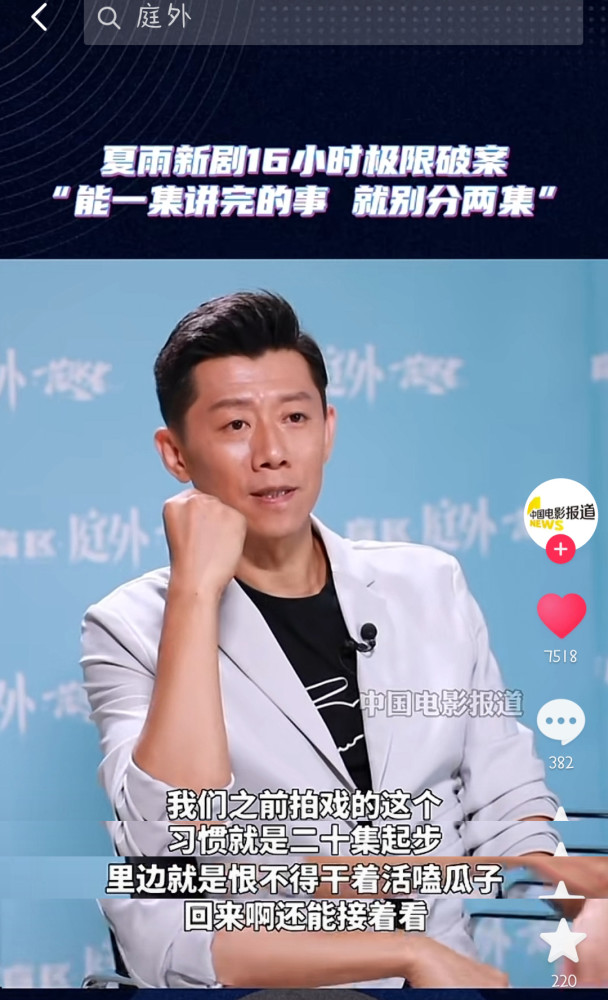 庭外
夏雨新剧16小时极限破案
“能一集讲完的事 就别分两集”
庭外
庭外
中国电影报道
NEWS
7518
中国电影报道
382
我们之前拍戏的这个
习惯就是二十集起步
里边就是恨不得干着活嗑瓜子
回来啊还能接着看
220